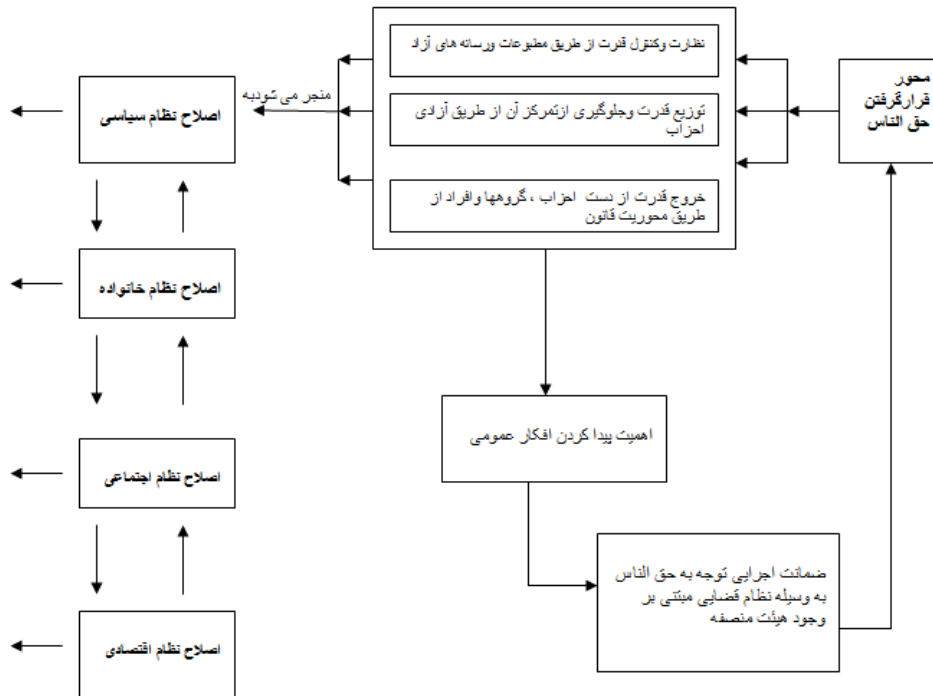 محور
قرارگرفتن
حق الناس
نظارت وکنترل قدرت از طریق مطبوعات ورسانه های آزاد
توزیع قدرت وجلوگیری ازتمرکز آن از طریق آزادی
احزاب
خروج قدرت از دست احزاب ، گروهها وافراد از
طریق محوریت قانون
منجر می شودبه
اصلاح نظام سیاسی
اصلاح نظام خانواده
اصلاح نظام اجتماعی
اصلاح نظام اقتصادی
اهمیت پیدا کردن افکار عمومی
ضمانت اجرایی توجه به حق الناس
به وسیله نظام قضایی مبتنی بر
وجود هیئت منصفه